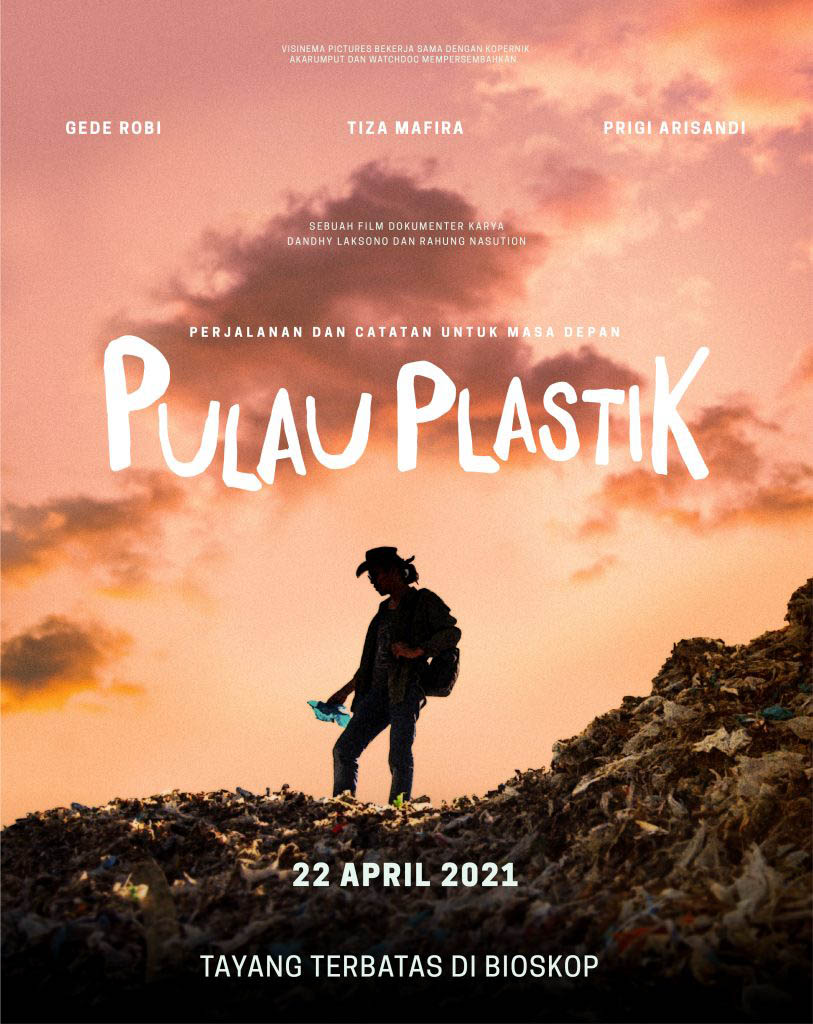 VISINEMA PICTURES BEKERJA SAMA DENGAN KOPERNIK
AKARUMPUT DAN WATCHDOC MEMPERSEMBAHKAN
GEDE ROBI TIZA MAFIRA PRIGI ARISANDI
SEBUAH FILM DOKUMENTER KARYA
DANDHY LAKSONO DAN RAHUNG NASUTION
PERJALANAN DAN CATATAN UNTUK MASA DEPAN
PULAU PLASTIK
22 APRIL 2021
TAYANG TERBATAS DI BIOSKOP